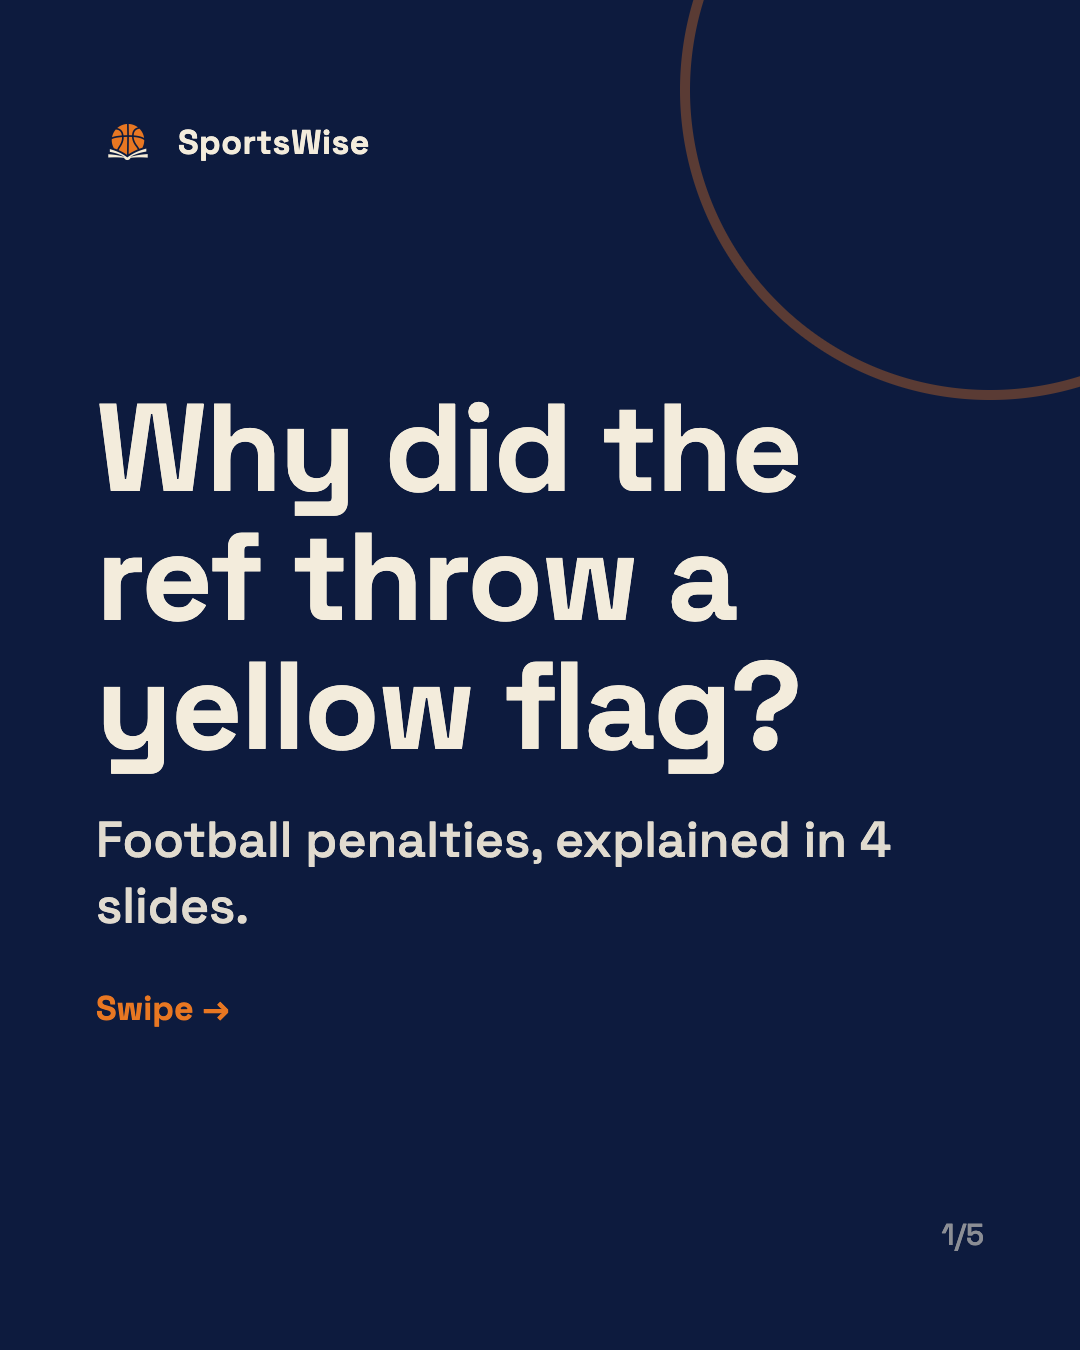 SportsWise
Why did the
ref throw a
yellow flag?
Football penalties, explained in 4
slides.
Swipe →
1/5